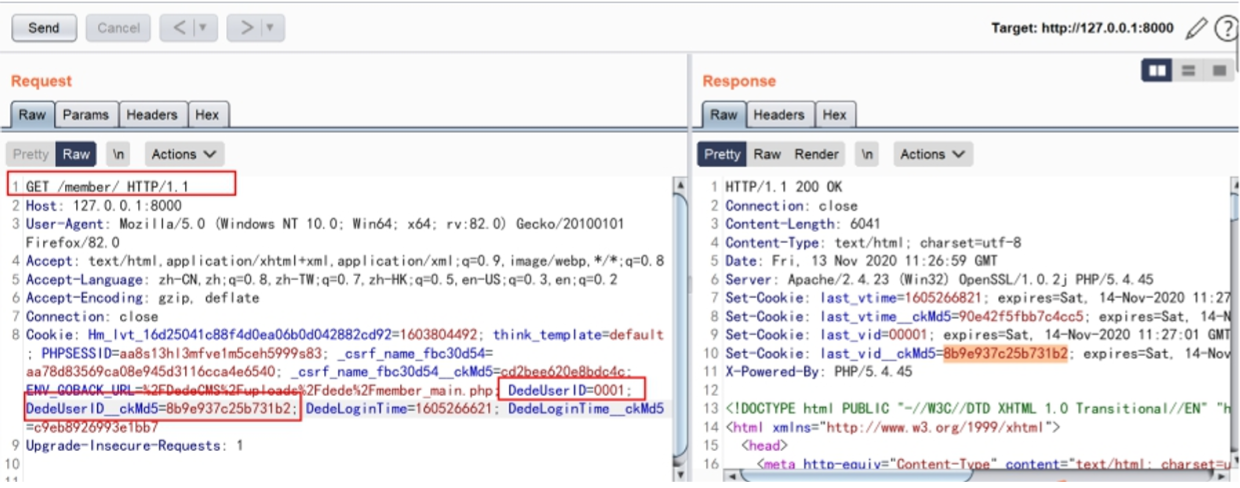 Send Cancel < > Target: http://127.0.0.1:8000 ?
Request
Raw Params Headers Hex
Pretty Raw \n Actions
1 GET /member/ HTTP/1.1
2 Host: 127.0.0.1:8000
3 User-Agent: Mozilla/5.0 (Windows NT 10.0; Win64; x64; rv:82.0) Gecko/20100101
Firefox/82.0
4 Accept: text/html,application/xhtml+xml,application/xml;q=0.9,image/webp,*/*;q=0.8
5 Accept-Language: zh-CN,zh;q=0.8,zh-TW;q=0.7,zh-HK;q=0.5,en-US;q=0.3,en;q=0.2
6 Accept-Encoding: gzip, deflate
7 Connection: close
8 Cookie: Hm_lvt_16d25041c88f4d0ea06b0d042882cd92=1603804492; think_template=default
; PHPSESSID=aa8s13hl3mfve1m5ceh5999s83; _csrf_name_fbc30d54=
aa78d83569ca08e945d3116cca4e6540; _csrf_name_fbc30d54__ckMd5=cd2bee620e8bdc4c;
ENV_GOBACK_URL=%2FDedeCMS%2Fuploads%2Fdede%2Fmember_main.php; DedeUserID=0001;
DedeUserID__ckMd5=8b9e937c25b731b2; DedeLoginTime=1605266621; DedeLoginTime__ckMd5
=c9eb8926993e1bb7
9 Upgrade-Insecure-Requests: 1
10
11
Response
Raw Headers Hex
Pretty Raw Render \n Actions
1 HTTP/1.1 200 OK
2 Connection: close
3 Content-Length: 6041
4 Content-Type: text/html; charset=utf-8
5 Date: Fri, 13 Nov 2020 11:26:59 GMT
6 Server: Apache/2.4.23 (Win32) OpenSSL/1.0.2j PHP/5.4.45
7 Set-Cookie: last_vtime=1605266821; expires=Sat, 14-Nov-2020 11:27
8 Set-Cookie: last_vtime__ckMd5=90e42f5fbb7c4cc5; expires=Sat, 14-N
9 Set-Cookie: last_vid=00001; expires=Sat, 14-Nov-2020 11:27:01 GMT
10 Set-Cookie: last_vid__ckMd5=8b9e937c25b731b2; expires=Sat, 14-Nov
11 X-Powered-By: PHP/5.4.45
12
13 <!DOCTYPE html PUBLIC "-//W3C//DTD XHTML 1.0 Transitional//EN" "h
14 <html xmlns="http://www.w3.org/1999/xhtml">
15 <head>
16 <meta http-equiv="Content-Type" content="text/html; charset=u